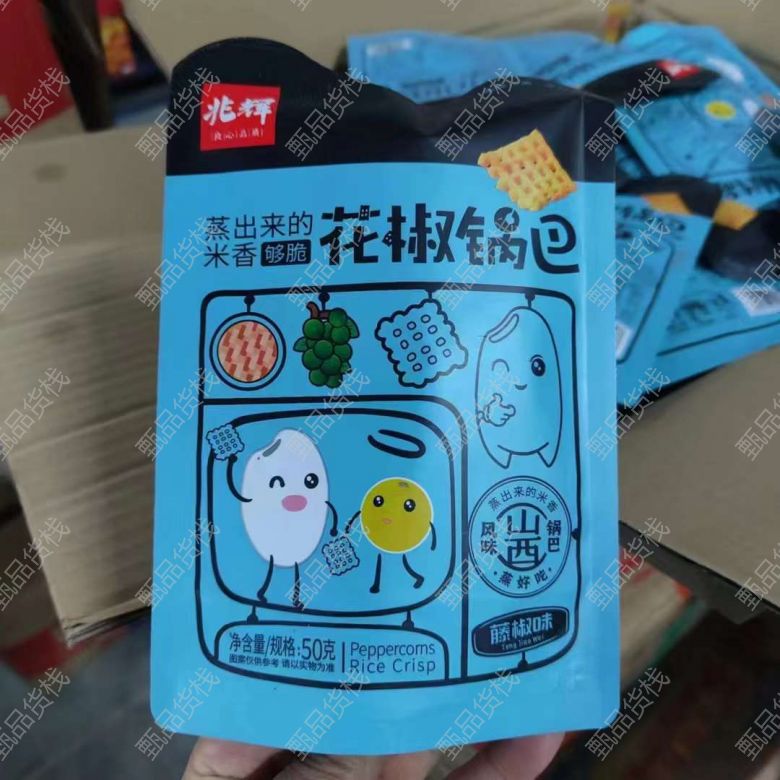 兆辉
良心品质
蒸出来的
米香够脆
花椒锅巴
蒸出来的米香
风味
山西
锅巴
·蒸好吃·
藤椒味
Teng Jiao Wei
净含量/规格:50克
图案仅供参考 请以实物为准
Peppercorns
Rice Crisp
甄品货栈